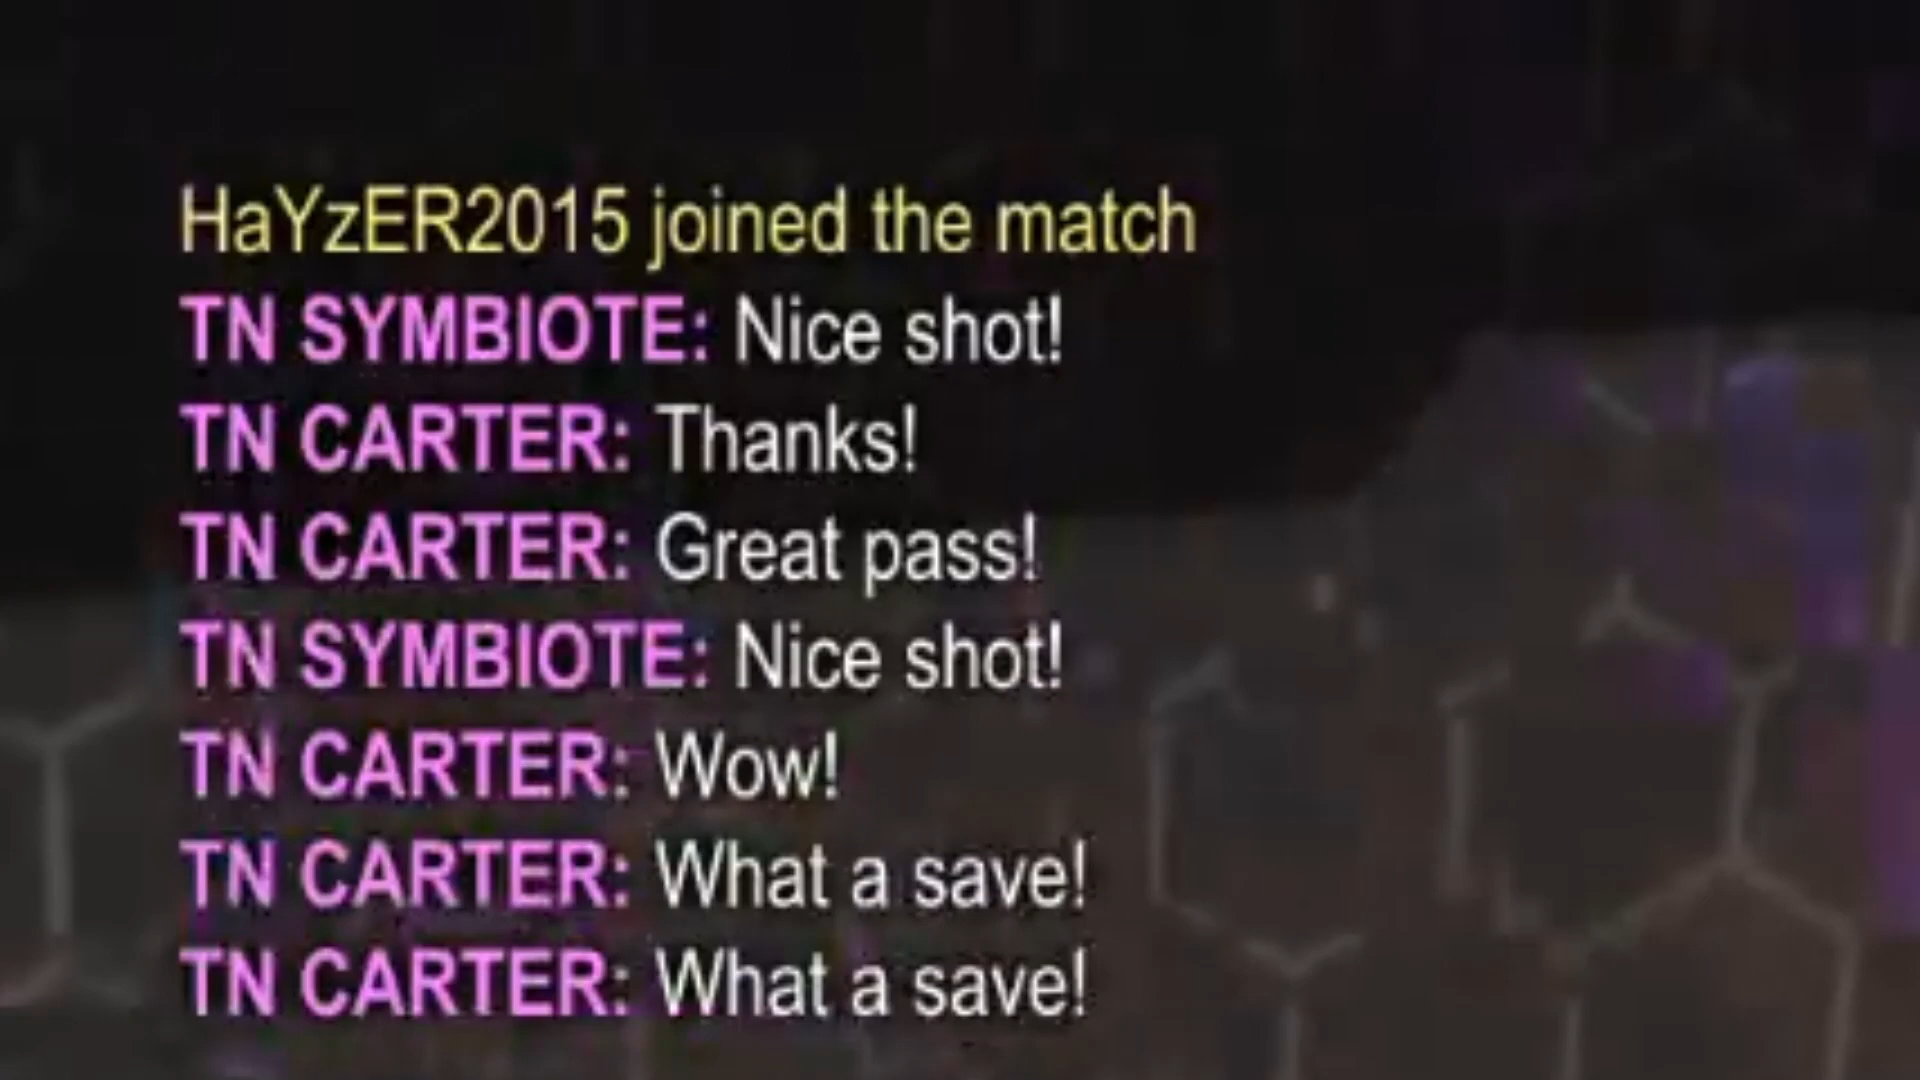 HaYzER2015 joined the match
TN SYMBIOTE: Nice shot!
TN CARTER: Thanks!
TN CARTER: Great pass!
TN SYMBIOTE: Nice shot!
TN CARTER: Wow!
TN CARTER: What a save!
TN CARTER: What a save!